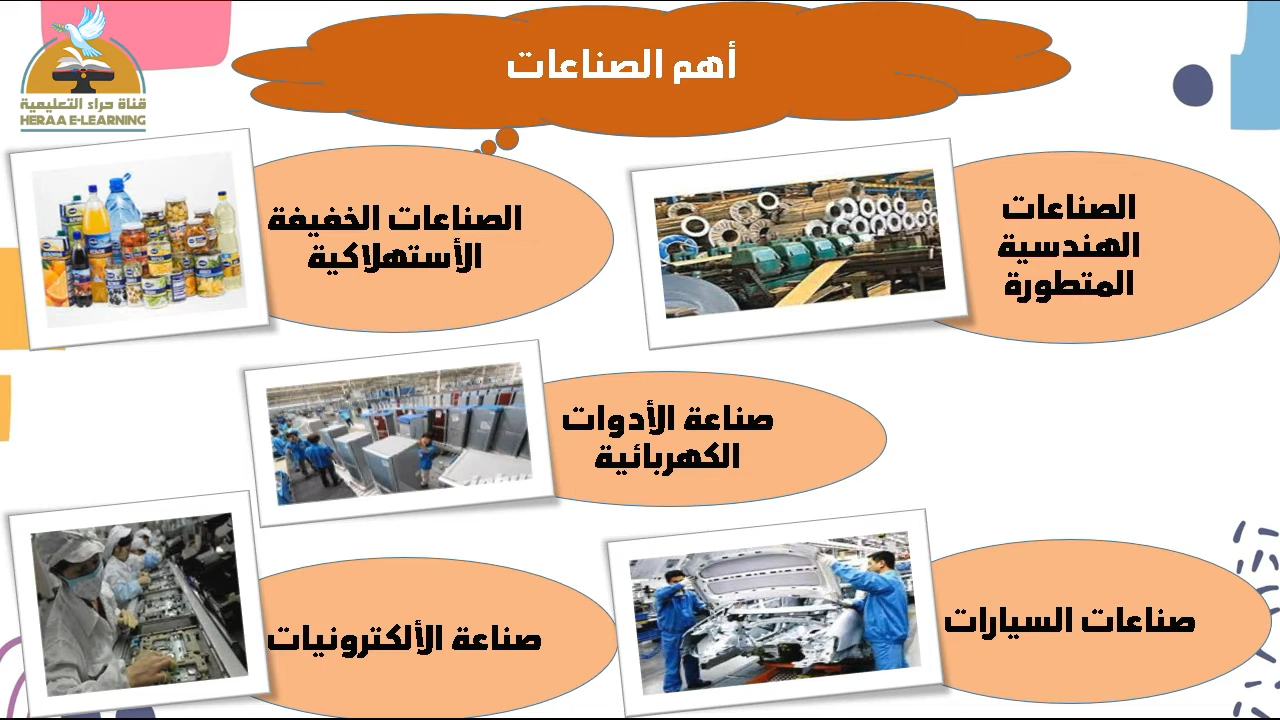 أهم الصناعات
قناة حراء التعليمية
HERAA E-LEARNING
الصناعات
الهندسية
المتطورة
الصناعات الخفيفة
الأستهلاكية
صناعة الأدوات
الكهربائية
صناعات السيارات
صناعة الألكترونيات